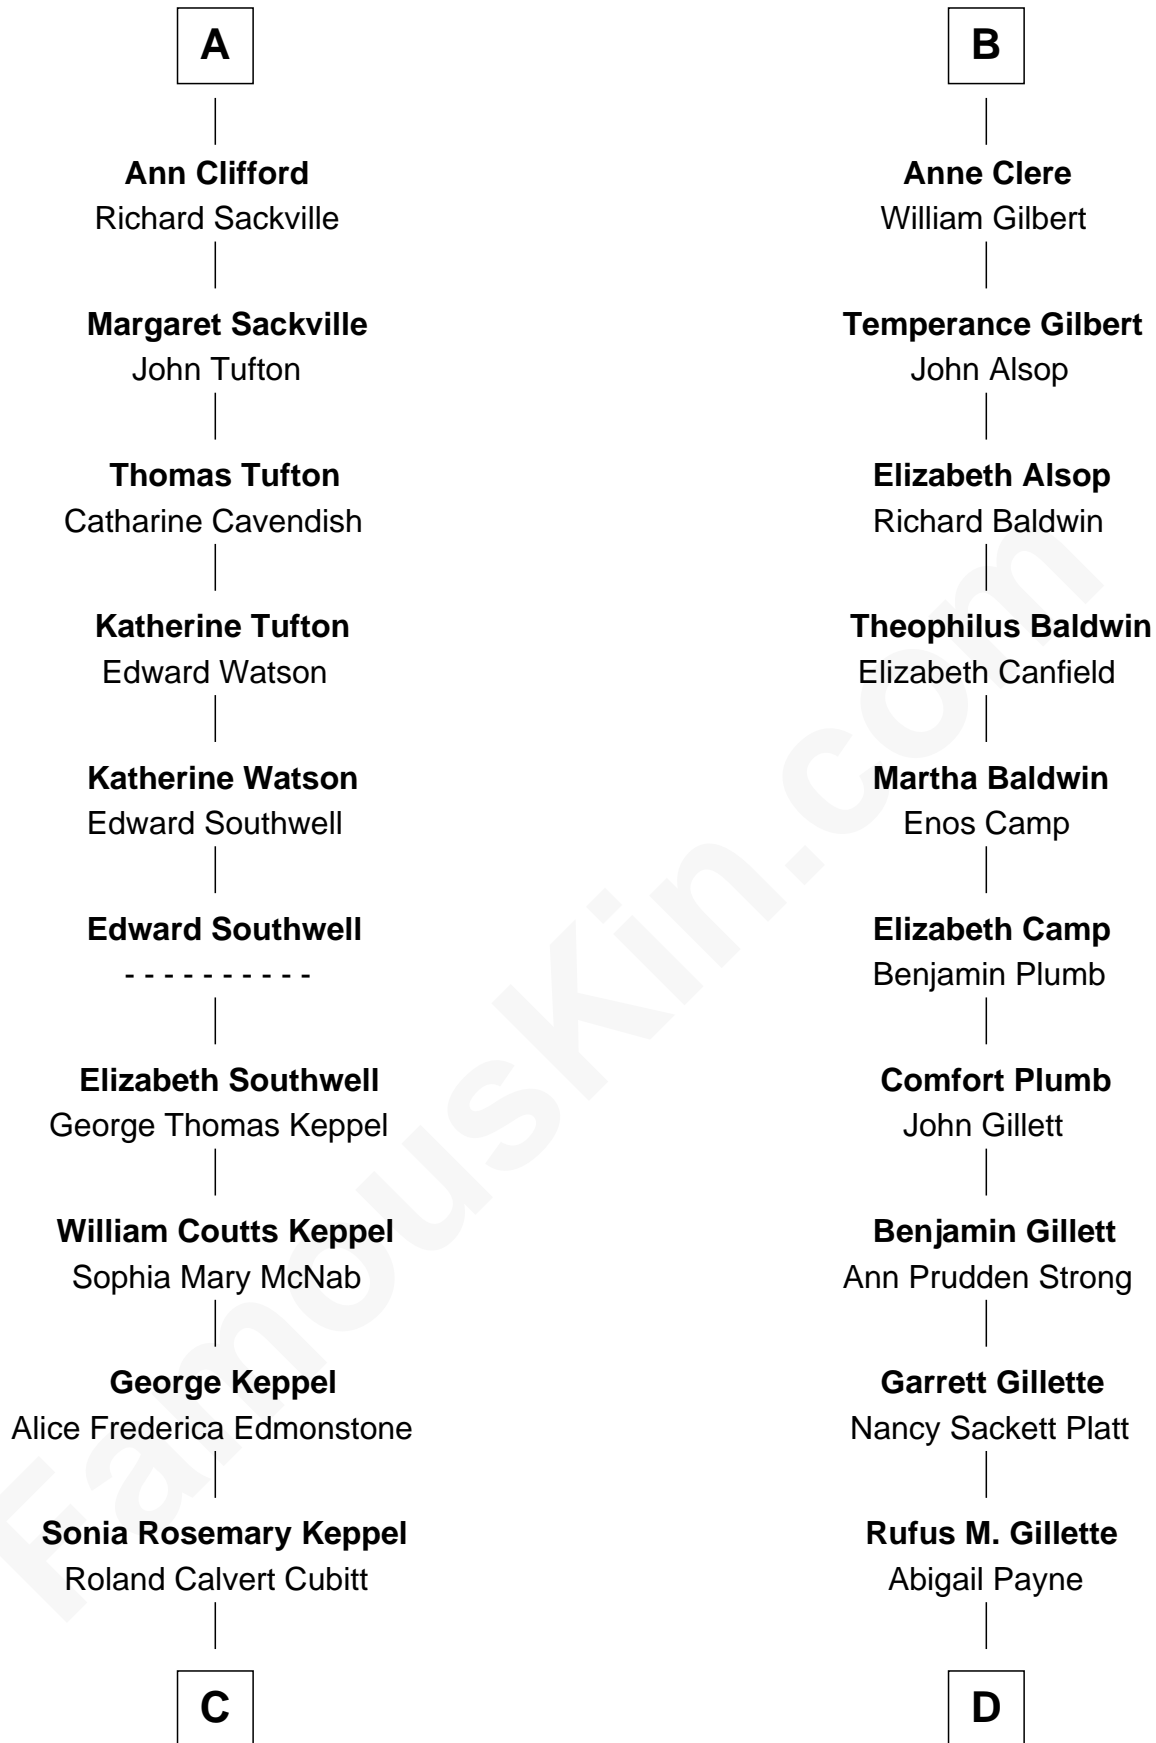 A
Ann Clifford
Richard Sackville
Margaret Sackville
John Tufton
Thomas Tufton
Catharine Cavendish
Katherine Tufton
Edward Watson
Katherine Watson
Edward Southwell
Edward Southwell
- - - - - - - - - -
Elizabeth Southwell
George Thomas Keppel
William Coutts Keppel
Sophia Mary McNab
George Keppel
Alice Frederica Edmonstone
Sonia Rosemary Keppel
Roland Calvert Cubitt
C
B
Anne Clere
William Gilbert
Temperance Gilbert
John Alsop
Elizabeth Alsop
Richard Baldwin
Theophilus Baldwin
Elizabeth Canfield
Martha Baldwin
Enos Camp
Elizabeth Camp
Benjamin Plumb
Comfort Plumb
John Gillett
Benjamin Gillett
Ann Prudden Strong
Garrett Gillette
Nancy Sackett Platt
Rufus M. Gillette
Abigail Payne
D
FamousKin.com